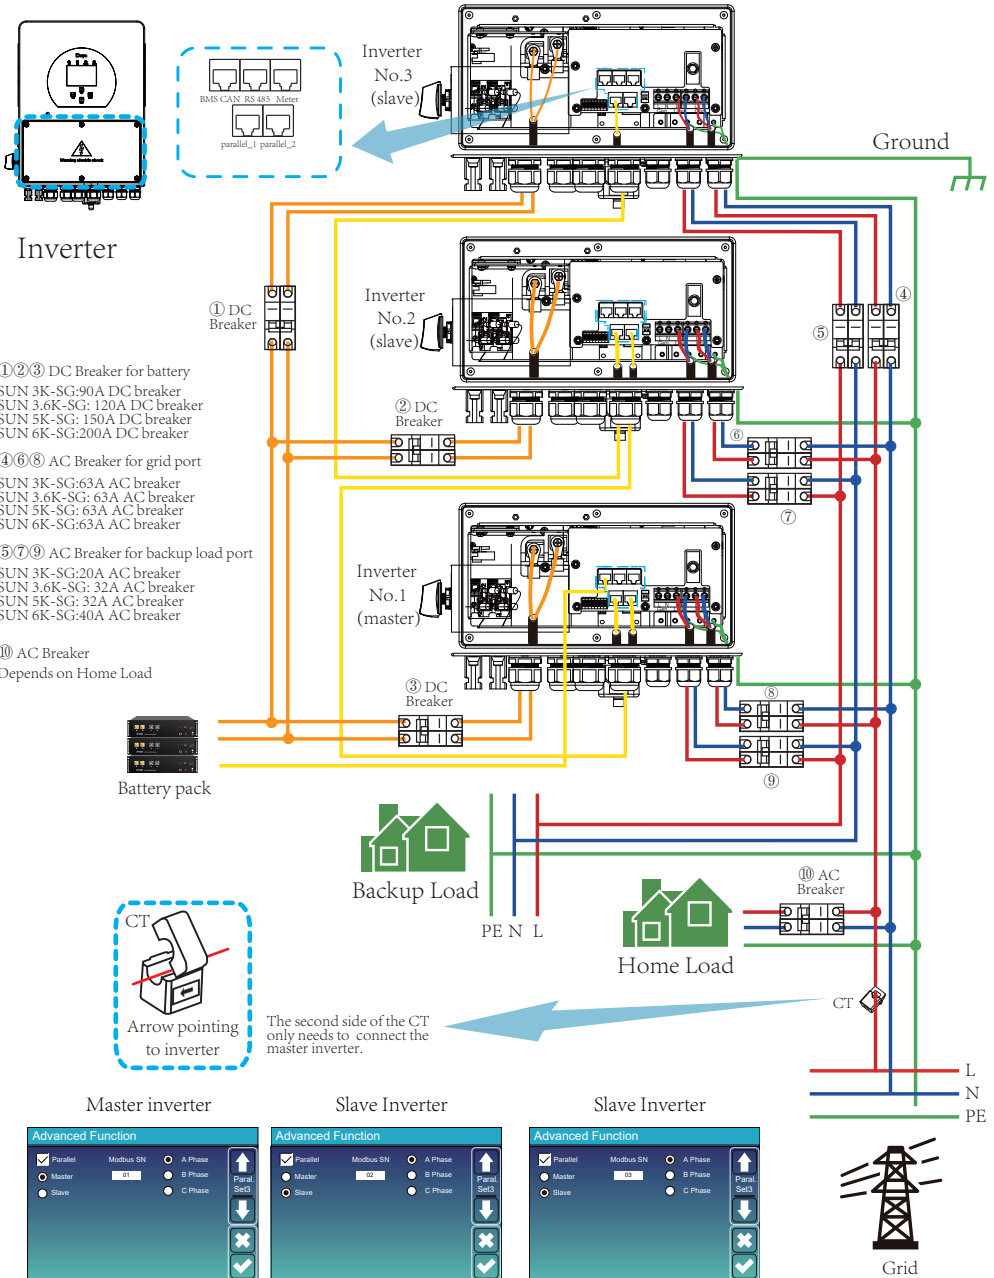 Inverter
No.3
(slave)
BMS CAN RS 485 Meter
parallel_1 parallel_2
Warning electric shock
Ground
Inverter
① DC
Breaker
Inverter
No.2
(slave)
④
⑤
①②③ DC Breaker for battery
SUN 3K-SG:90A DC breaker
SUN 3.6K-SG: 120A DC breaker
SUN 5K-SG: 150A DC breaker
SUN 6K-SG:200A DC breaker
② DC
Breaker
⑥
⑦
④⑥⑧ AC Breaker for grid port
SUN 3K-SG:63A AC breaker
SUN 3.6K-SG: 63A AC breaker
SUN 5K-SG: 63A AC breaker
SUN 6K-SG:63A AC breaker
⑤⑦⑨ AC Breaker for backup load port
SUN 3K-SG:20A AC breaker
SUN 3.6K-SG: 32A AC breaker
SUN 5K-SG: 32A AC breaker
SUN 6K-SG:40A AC breaker
Inverter
No.1
(master)
⑩ AC Breaker
Depends on Home Load
③ DC
Breaker
⑧
⑨
Battery pack
Backup Load
PE N L
⑩ AC
Breaker
Home Load
CT
Arrow pointing
to inverter
The second side of the CT
only needs to connect the
master inverter.
CT
L
N
PE
Master inverter
Advanced Function
Parallel Modbus SN A Phase
Master 01 B Phase
Slave C Phase
Paral.
Set3
Slave Inverter
Advanced Function
Parallel Modbus SN A Phase
Master 02 B Phase
Slave C Phase
Paral.
Set3
Slave Inverter
Advanced Function
Parallel Modbus SN A Phase
Master 03 B Phase
Slave C Phase
Paral.
Set3
Grid